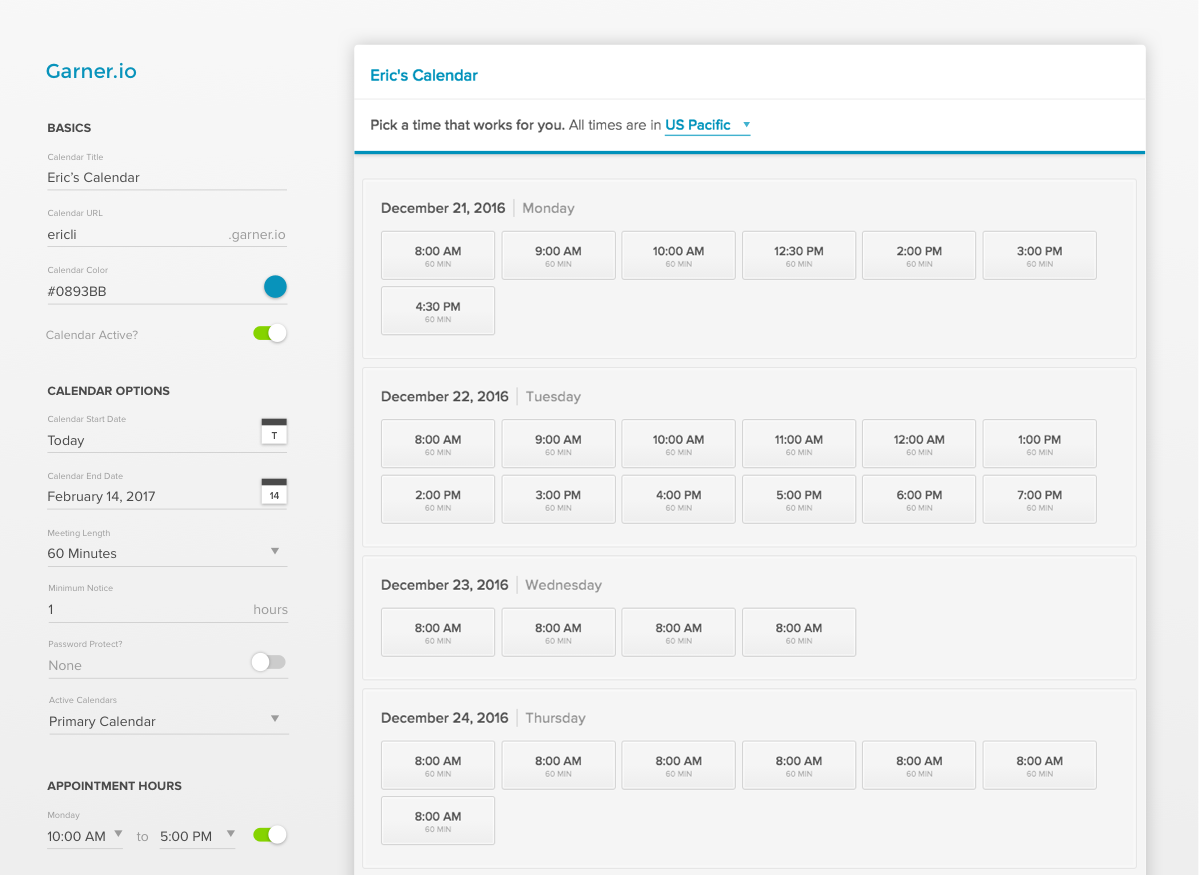 Garner.io
BASICS
Calendar Title
Eric’s Calendar
Calendar URL
ericli .garner.io
Calendar Color
#0893BB
Calendar Active?
CALENDAR OPTIONS
Calendar Start Date
Today T
Calendar End Date
February 14, 2017 14
Meeting Length
60 Minutes
Minimum Notice
1 hours
Password Protect?
None
Active Calendars
Primary Calendar
APPOINTMENT HOURS
Monday
10:00 AM to 5:00 PM
Eric's Calendar
Pick a time that works for you. All times are in US Pacific
December 21, 2016 Monday
8:00 AM 9:00 AM 10:00 AM 12:30 PM 2:00 PM 3:00 PM
60 MIN 60 MIN 60 MIN 60 MIN 60 MIN 60 MIN
4:30 PM
60 MIN
December 22, 2016 Tuesday
8:00 AM 9:00 AM 10:00 AM 11:00 AM 12:00 AM 1:00 PM
60 MIN 60 MIN 60 MIN 60 MIN 60 MIN 60 MIN
2:00 PM 3:00 PM 4:00 PM 5:00 PM 6:00 PM 7:00 PM
60 MIN 60 MIN 60 MIN 60 MIN 60 MIN 60 MIN
December 23, 2016 Wednesday
8:00 AM 8:00 AM 8:00 AM 8:00 AM
60 MIN 60 MIN 60 MIN 60 MIN
December 24, 2016 Thursday
8:00 AM 8:00 AM 8:00 AM 8:00 AM 8:00 AM 8:00 AM
60 MIN 60 MIN 60 MIN 60 MIN 60 MIN 60 MIN
8:00 AM
60 MIN